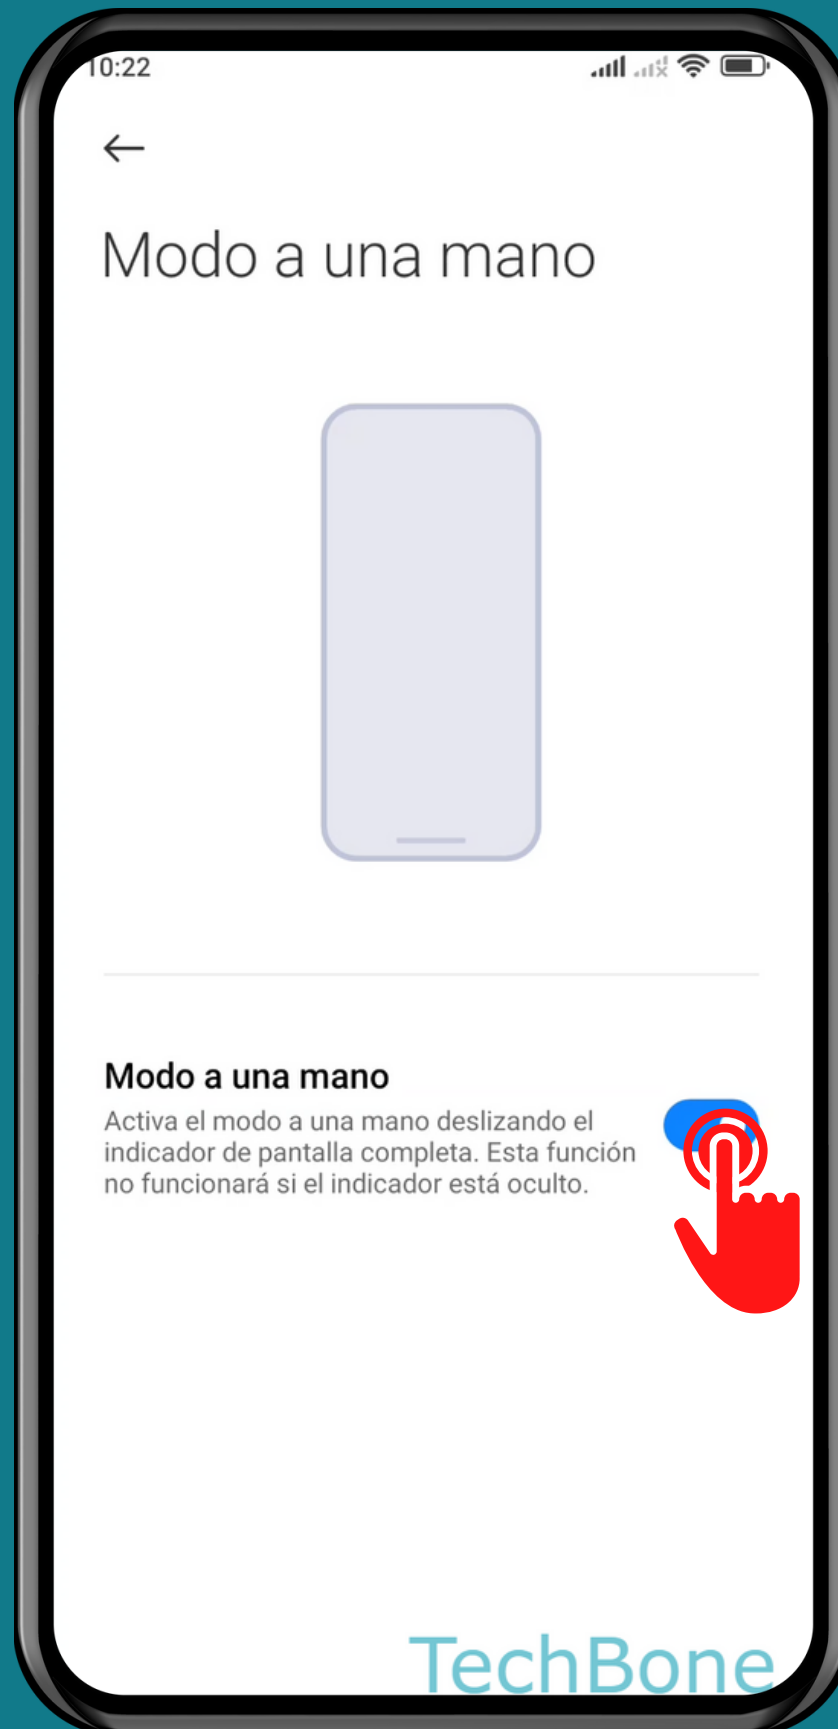 10:22
Modo a una mano
Modo a una mano
Activa el modo a una mano deslizando el
indicador de pantalla completa. Esta función
no funcionará si el indicador está oculto.
TechBone